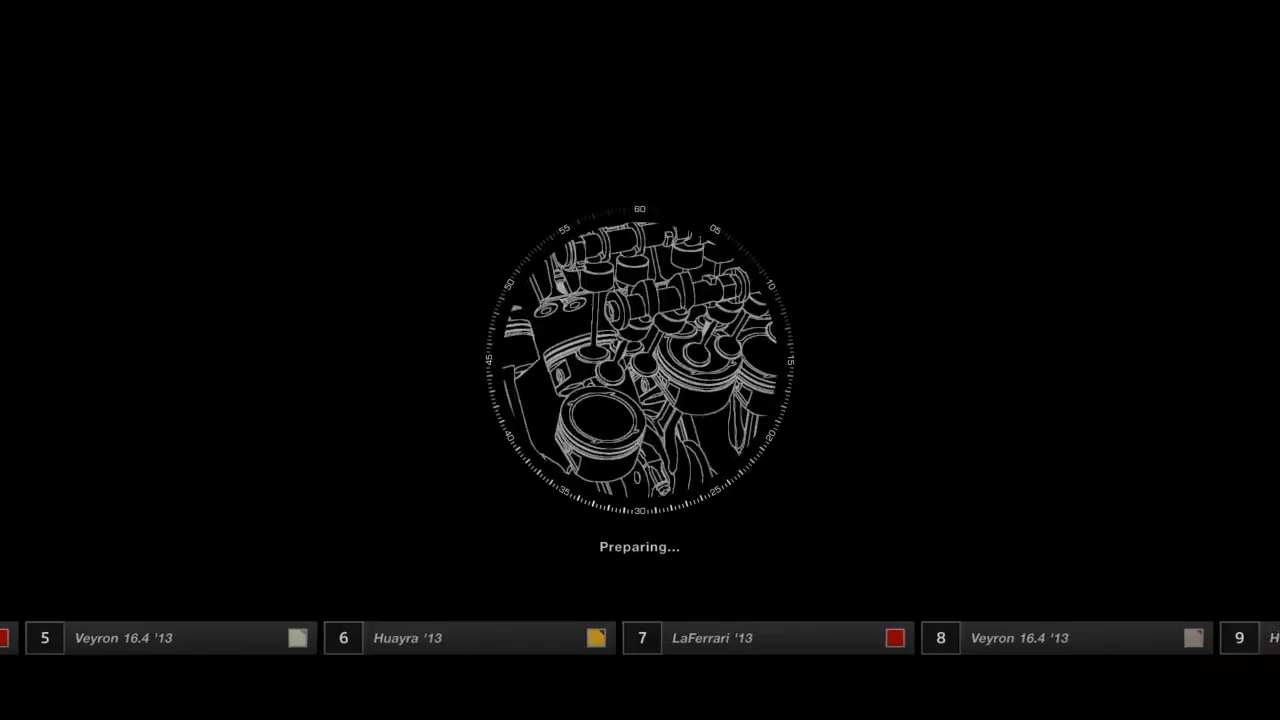 60
55
05
50
10
45
15
40
20
35
25
30
Preparing...
5 Veyron 16.4 '13
6 Huayra '13
7 LaFerrari '13
8 Veyron 16.4 '13
9 H